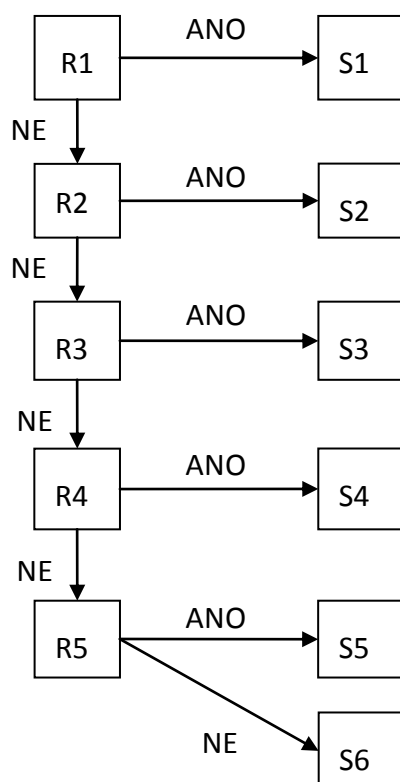 ANO
R1 S1
NE
ANO
R2 S2
NE
ANO
R3 S3
NE
ANO
R4 S4
NE
ANO
R5 S5
NE
S6